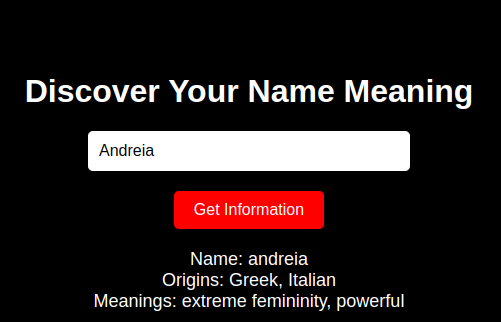 Discover Your Name Meaning
Andreia
Get Information
Name: andreia
Origins: Greek, Italian
Meanings: extreme femininity, powerful